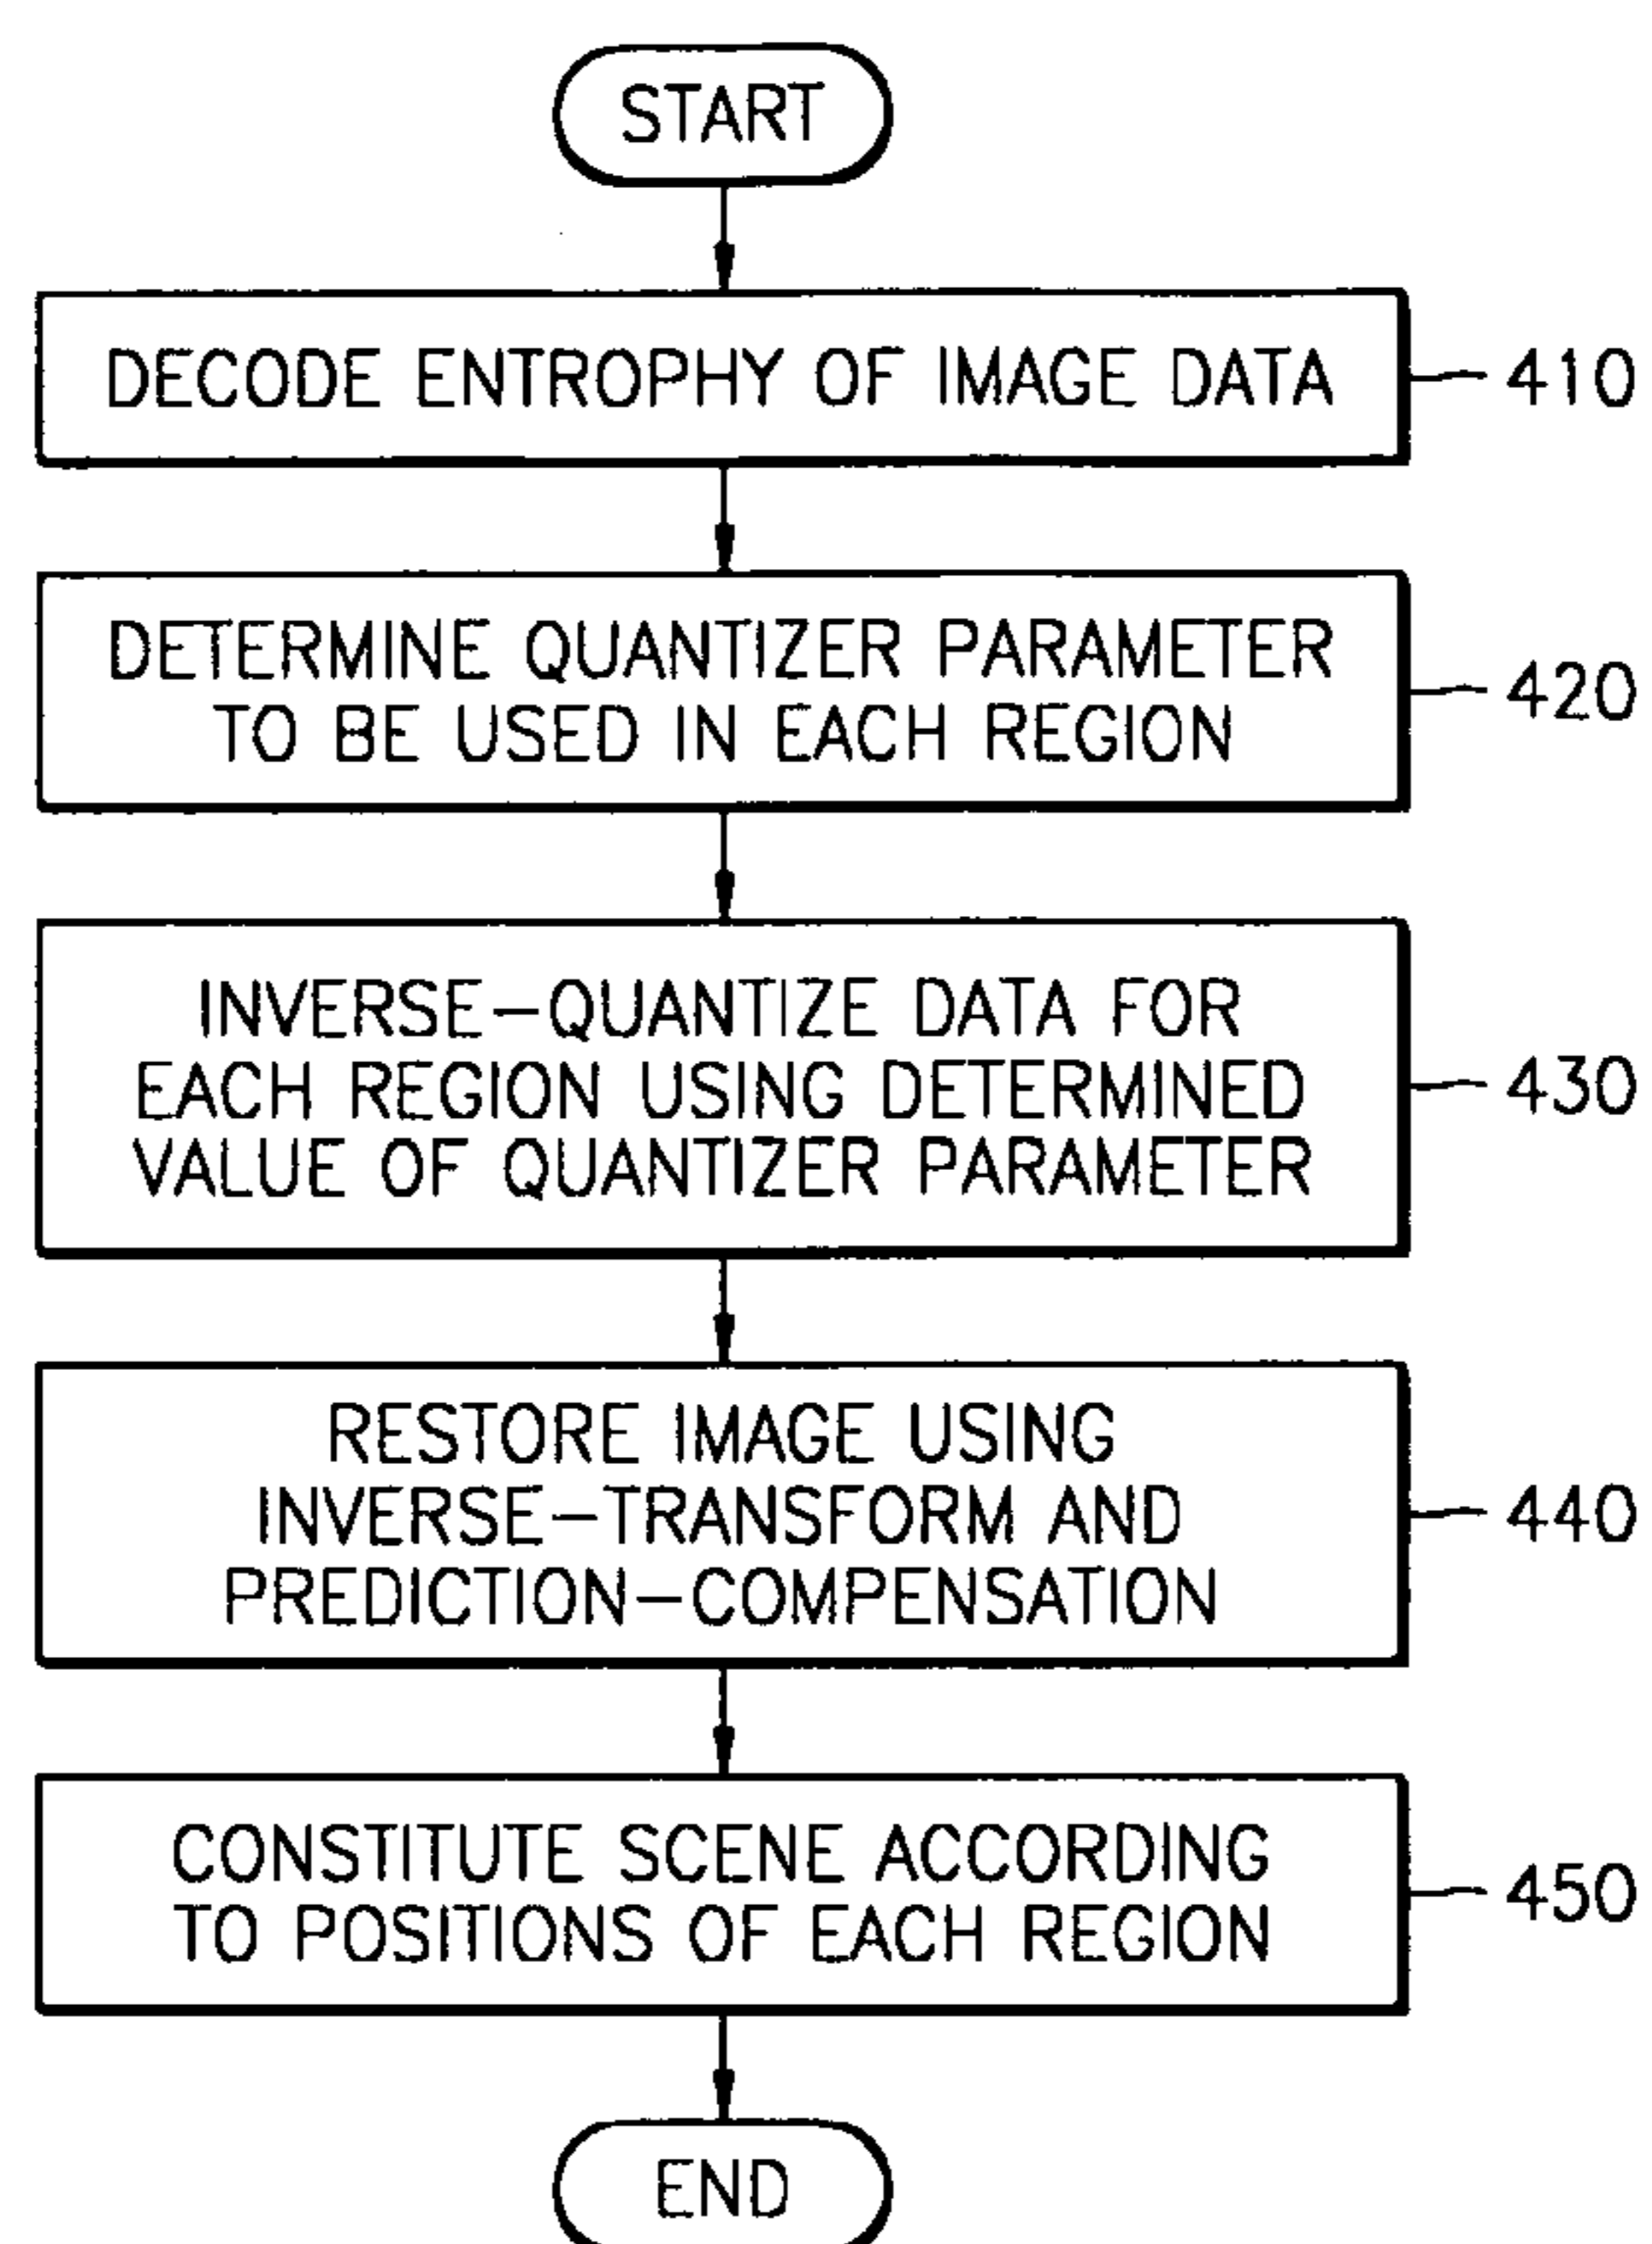 START
DECODE ENTROPHY OF IMAGE DATA
410
DETERMINE QUANTIZER PARAMETER
TO BE USED IN EACH REGION
420
INVERSE-QUANTIZE DATA FOR
EACH REGION USING DETERMINED
VALUE OF QUANTIZER PARAMETER
430
RESTORE IMAGE USING
INVERSE-TRANSFORM AND
PREDICTION-COMPENSATION
440
CONSTITUTE SCENE ACCORDING
TO POSITIONS OF EACH REGION
450
END